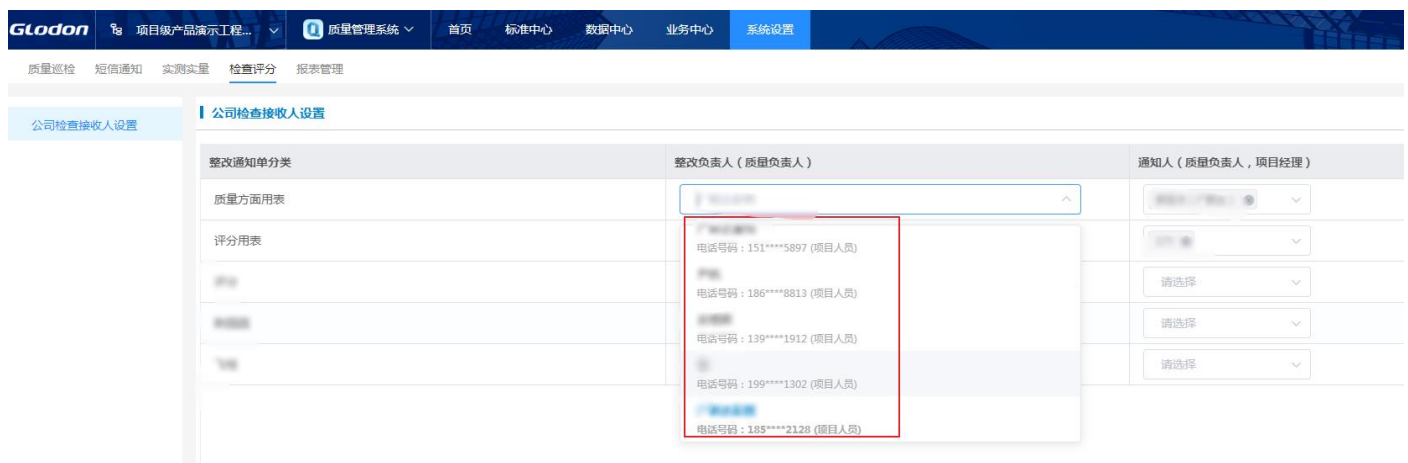 GLODON 项目级产品演示工程... 质量管理系统 首页 标准中心 数据中心 业务中心 系统设置
质量巡检 短信通知 实测实量 检查评分 报表管理
公司检查接收人设置
公司检查接收人设置
整改通知单分类 整改负责人（质量负责人） 通知人（质量负责人，项目经理）
质量方面用表
评分用表
电话号码：151****5897 (项目人员)
电话号码：186****8813 (项目人员)
请选择
请选择
电话号码：139****1912 (项目人员)
请选择
电话号码：199****1302 (项目人员)
电话号码：185****2128 (项目人员)